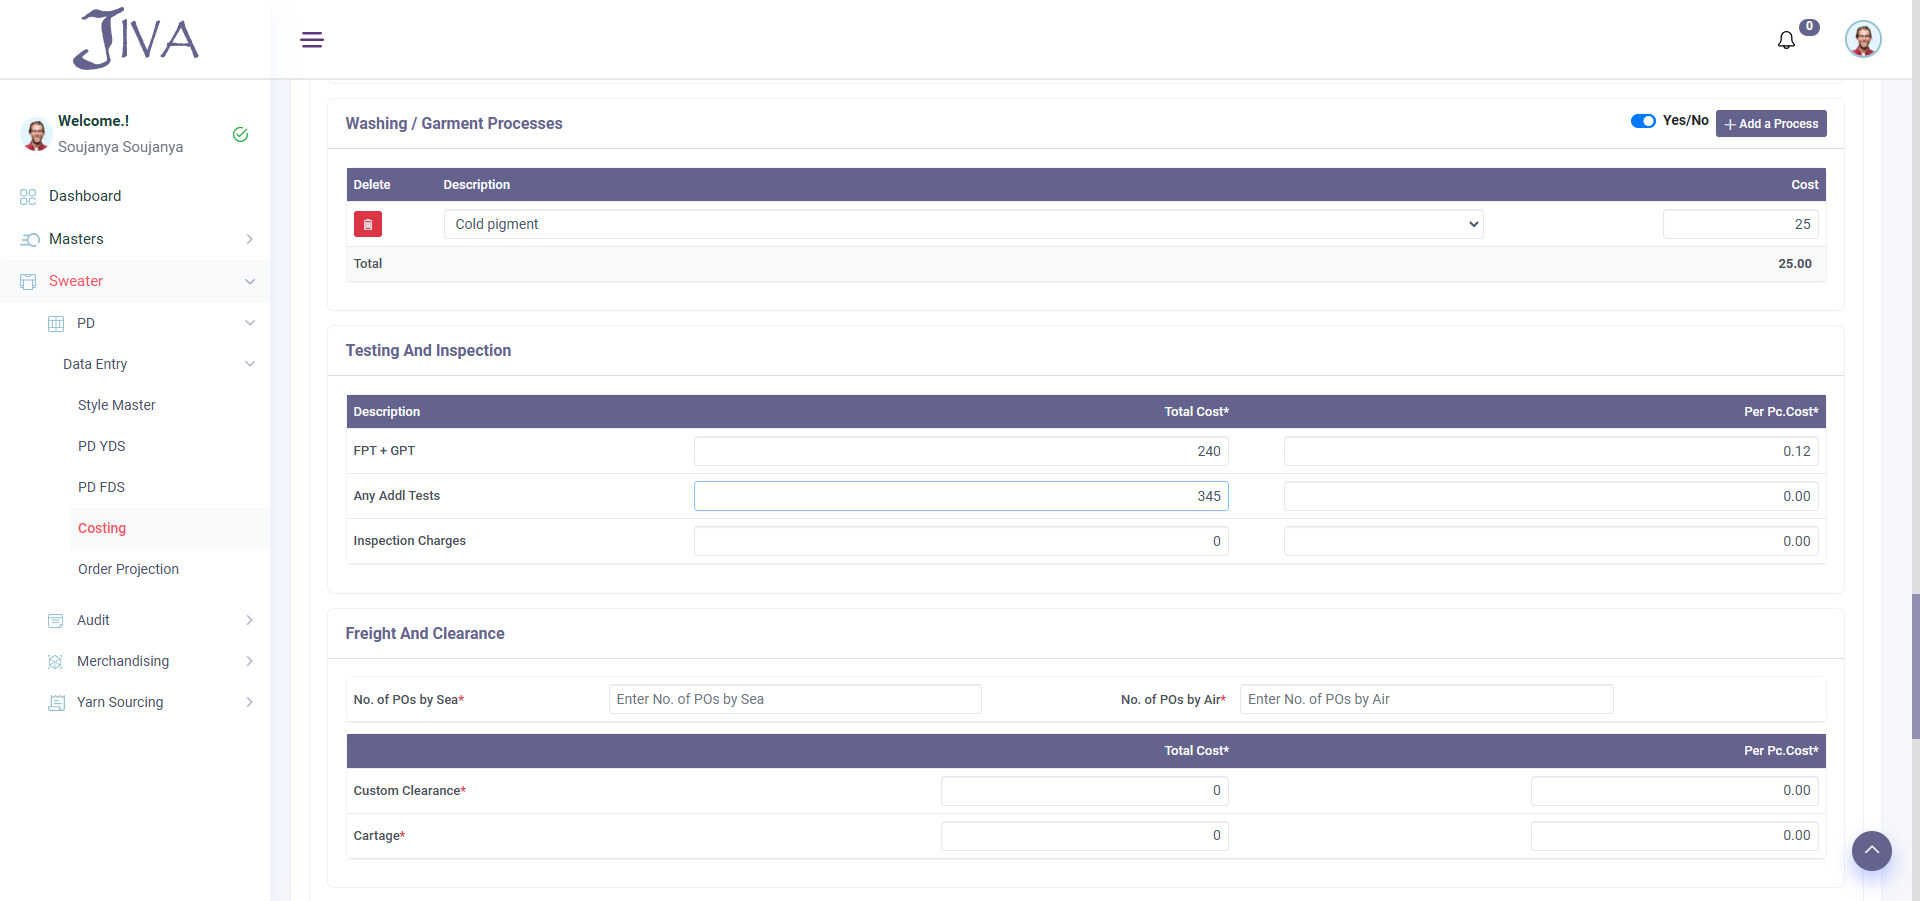 JIVA
0
Welcome.!
Soujanya Soujanya
Dashboard
Masters
Sweater
PD
Data Entry
Style Master
PD YDS
PD FDS
Costing
Order Projection
Audit
Merchandising
Yarn Sourcing
Washing / Garment Processes
Yes/No
Add a Process
Delete Description Cost
Cold pigment 25
Total 25.00
Testing And Inspection
Description Total Cost* Per Pc.Cost*
FPT + GPT 240 0.12
Any Addl Tests 345 0.00
Inspection Charges 0 0.00
Freight And Clearance
No. of POs by Sea* Enter No. of POs by Sea No. of POs by Air* Enter No. of POs by Air
Total Cost* Per Pc.Cost*
Custom Clearance* 0 0.00
Cartage* 0 0.00